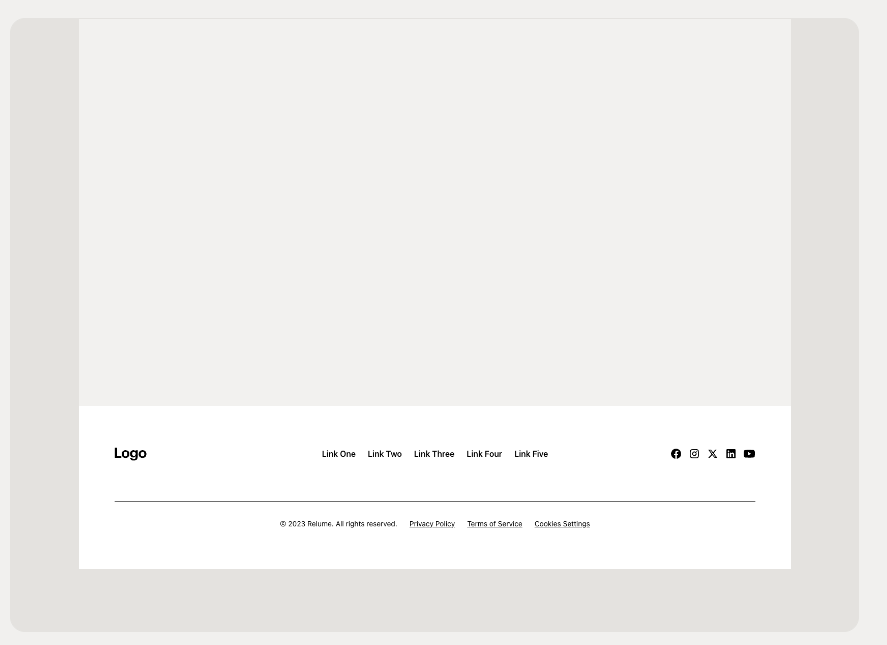 Logo Link One Link Two Link Three Link Four Link Five
© 2023 Relume. All rights reserved. Privacy Policy Terms of Service Cookies Settings